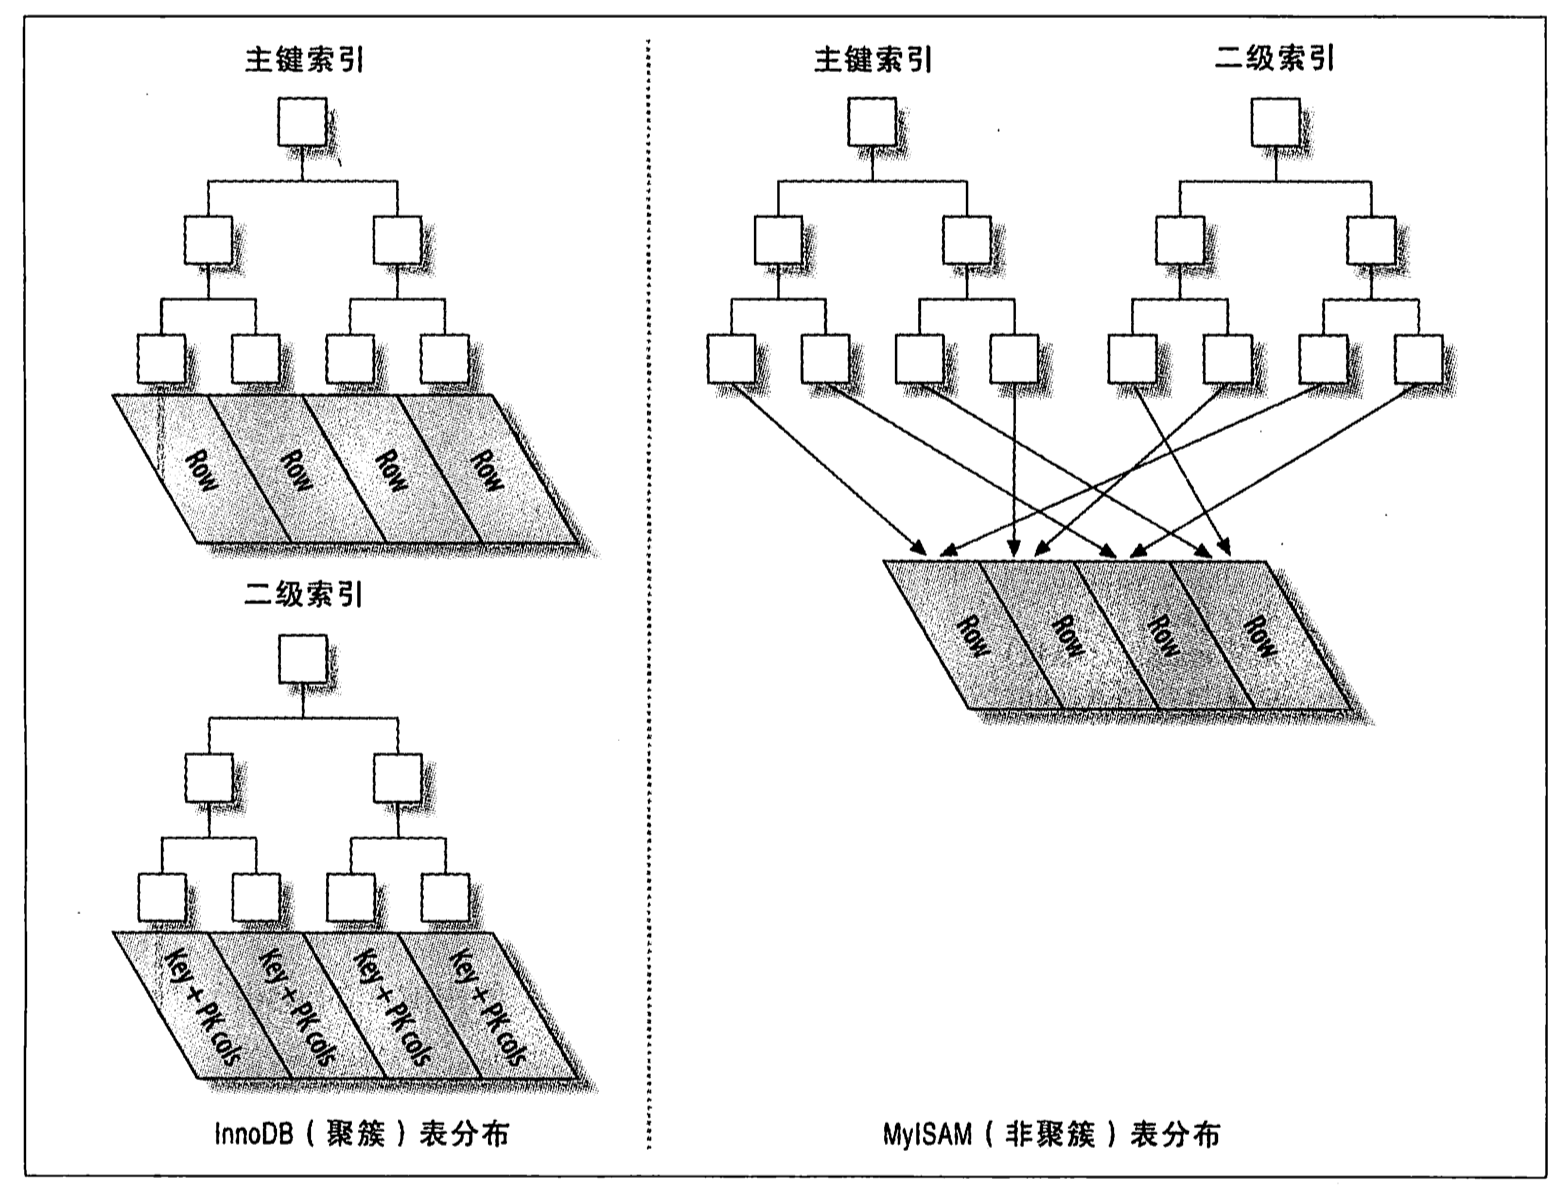 主键索引
Row Row Row Row
二级索引
Key + PK cols Key + PK cols Key + PK cols Key + PK cols
InnoDB（聚簇）表分布
主键索引 二级索引
Row Row Row Row
MyISAM（非聚簇）表分布